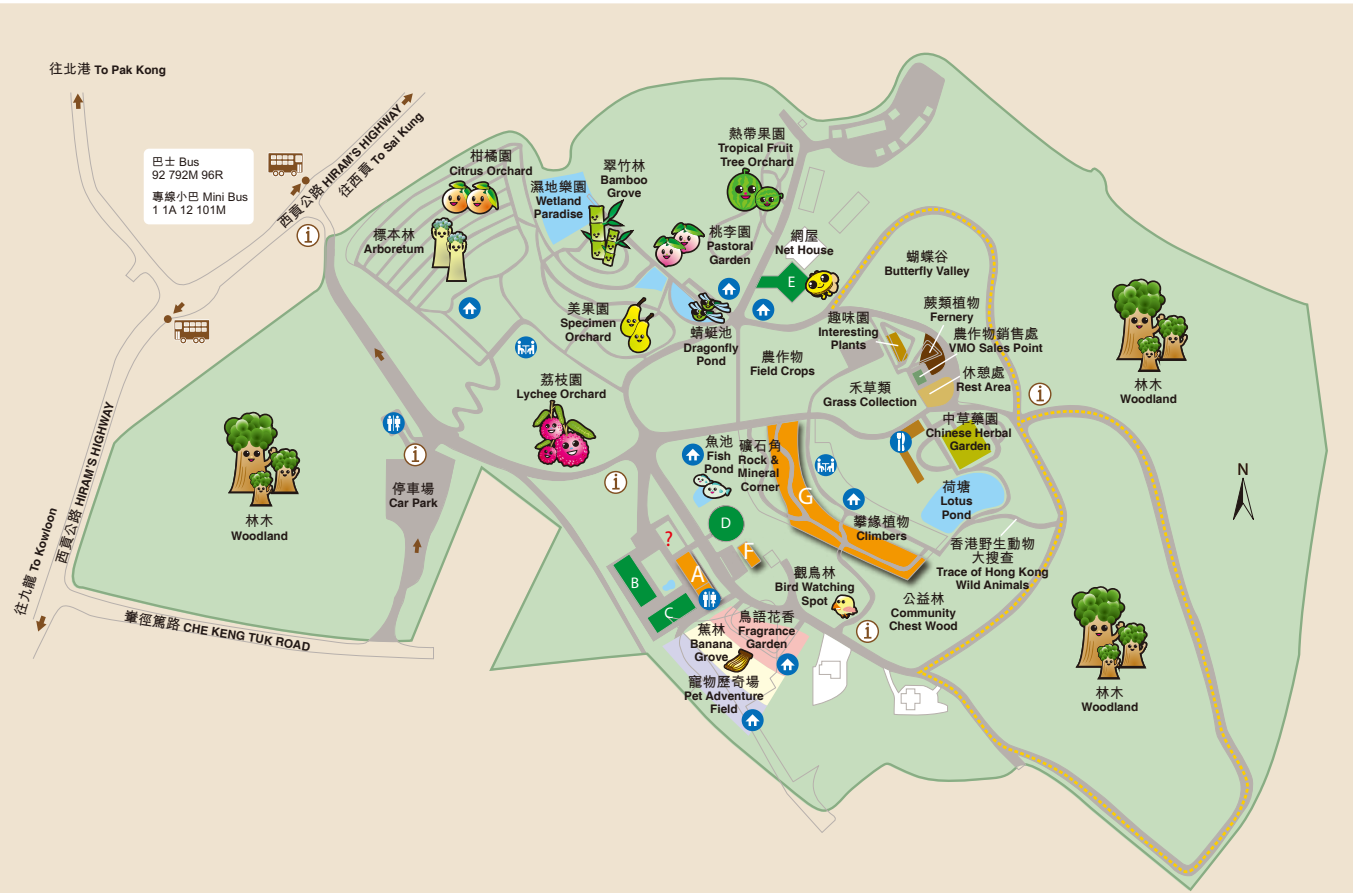 往北港 To Pak Kong
巴士 Bus
92 792M 96R
專線小巴 Mini Bus
1 1A 12 101M
西貢公路 HIRAM'S HIGHWAY
往西貢 To Sai Kung
柑橘園
Citrus Orchard
標本林
Arboretum
濕地樂園
Wetland
Paradise
翠竹林
Bamboo
Grove
熱帶果園
Tropical Fruit
Tree Orchard
桃李園
Pastoral
Garden
網屋
Net House
E
蝴蝶谷
Butterfly Valley
蕨類植物
Fernery
趣味園
Interesting
Plants
農作物銷售處
VMO Sales Point
休憩處
Rest Area
美果園
Specimen
Orchard
蜻蜓池
Dragonfly
Pond
農作物
Field Crops
禾草類
Grass Collection
荔枝園
Lychee Orchard
中草藥園
Chinese Herbal
Garden
林木
Woodland
i
i
i
i
i
林木
Woodland
停車場
Car Park
魚池
Fish
Pond
礦石角
Rock &
Mineral
Corner
G
荷塘
Lotus
Pond
攀緣植物
Climbers
D
?
F
A
B
C
香港野生動物
大搜查
Trace of Hong Kong
Wild Animals
觀鳥林
Bird Watching
Spot
公益林
Community
Chest Wood
鳥語花香
Fragrance
Garden
蕉林
Banana
Grove
寵物歷奇場
Pet Adventure
Field
林木
Woodland
N
西貢公路 HIRAM'S HIGHWAY
往九龍 To Kowloon
輋徑篤路 CHE KENG TUK ROAD